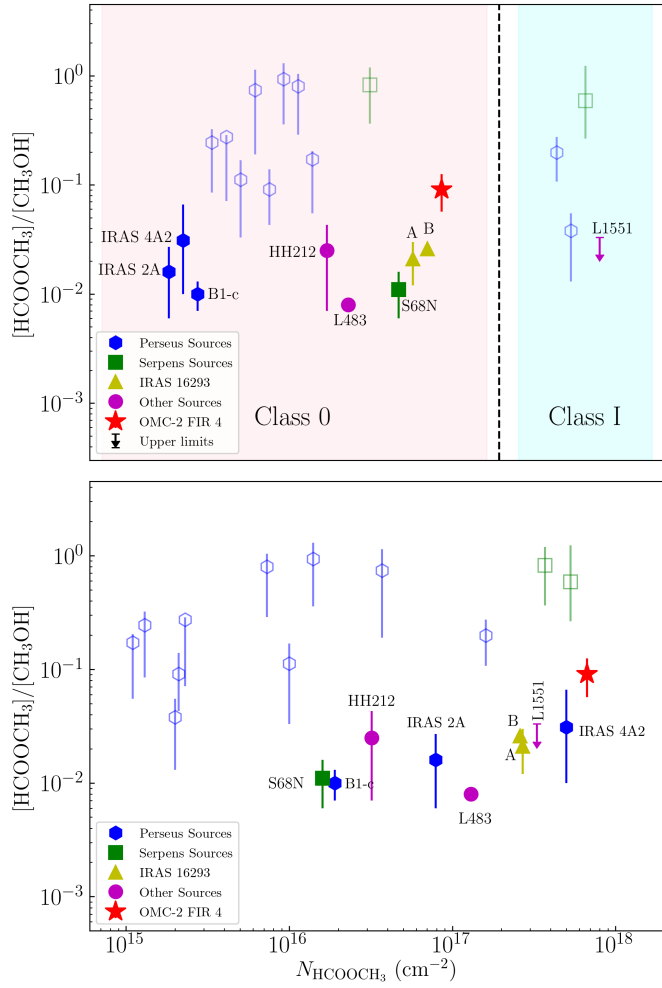 10⁰
10⁻¹
10⁻²
10⁻³
[HCOOCH₃]/[CH₃OH]
IRAS 4A2
IRAS 2A
B1-c
HH212
L483
A
B
S68N
L1551
Perseus Sources
Serpens Sources
IRAS 16293
Other Sources
OMC-2 FIR 4
Upper limits
Class 0
Class I
10⁰
10⁻¹
10⁻²
10⁻³
[HCOOCH₃]/[CH₃OH]
HH212
IRAS 2A
B
A
L1551
IRAS 4A2
S68N
B1-c
L483
Perseus Sources
Serpens Sources
IRAS 16293
Other Sources
OMC-2 FIR 4
10¹⁵
10¹⁶
10¹⁷
10¹⁸
N_HCOOCH₃ (cm⁻²)